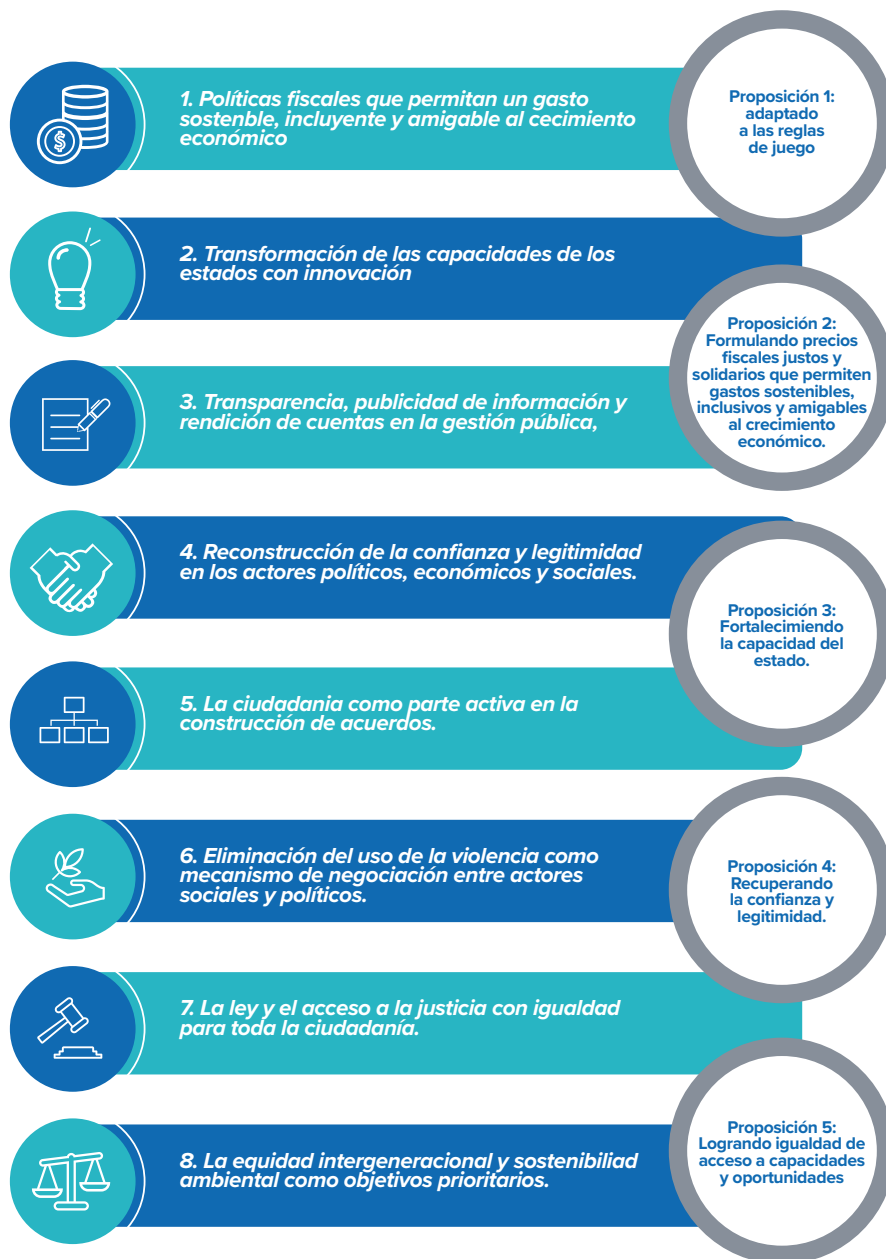 1. Políticas fiscales que permitan un gasto
sostenble, incluyente y amigable al cecimiento
económico
Proposición 1:
adaptado
a las reglas
de juego
2. Transformación de las capacidades de los
estados con innovación
Proposición 2:
Formulando precios
fiscales justos y
solidarios que permiten
gastos sostenibles,
inclusivos y amigables
al crecimiento
económico.
3. Transparencia, publicidad de información y
rendición de cuentas en la gestión pública,
4. Reconstrucción de la confianza y legitimidad
en los actores políticos, económicos y sociales.
Proposición 3:
Fortalecimiendo
la capacidad del
estado.
5. La ciudadania como parte activa en la
construcción de acuerdos.
6. Eliminación del uso de la violencia como
mecanismo de negociación entre actores
sociales y políticos.
Proposición 4:
Recuperando
la confianza y
legitimidad.
7. La ley y el acceso a la justicia con igualdad
para toda la ciudadanía.
8. La equidad intergeneracional y sostenibiliad
ambiental como objetivos prioritarios.
Proposición 5:
Logrando igualdad de
acceso a capacidades
y oportunidades